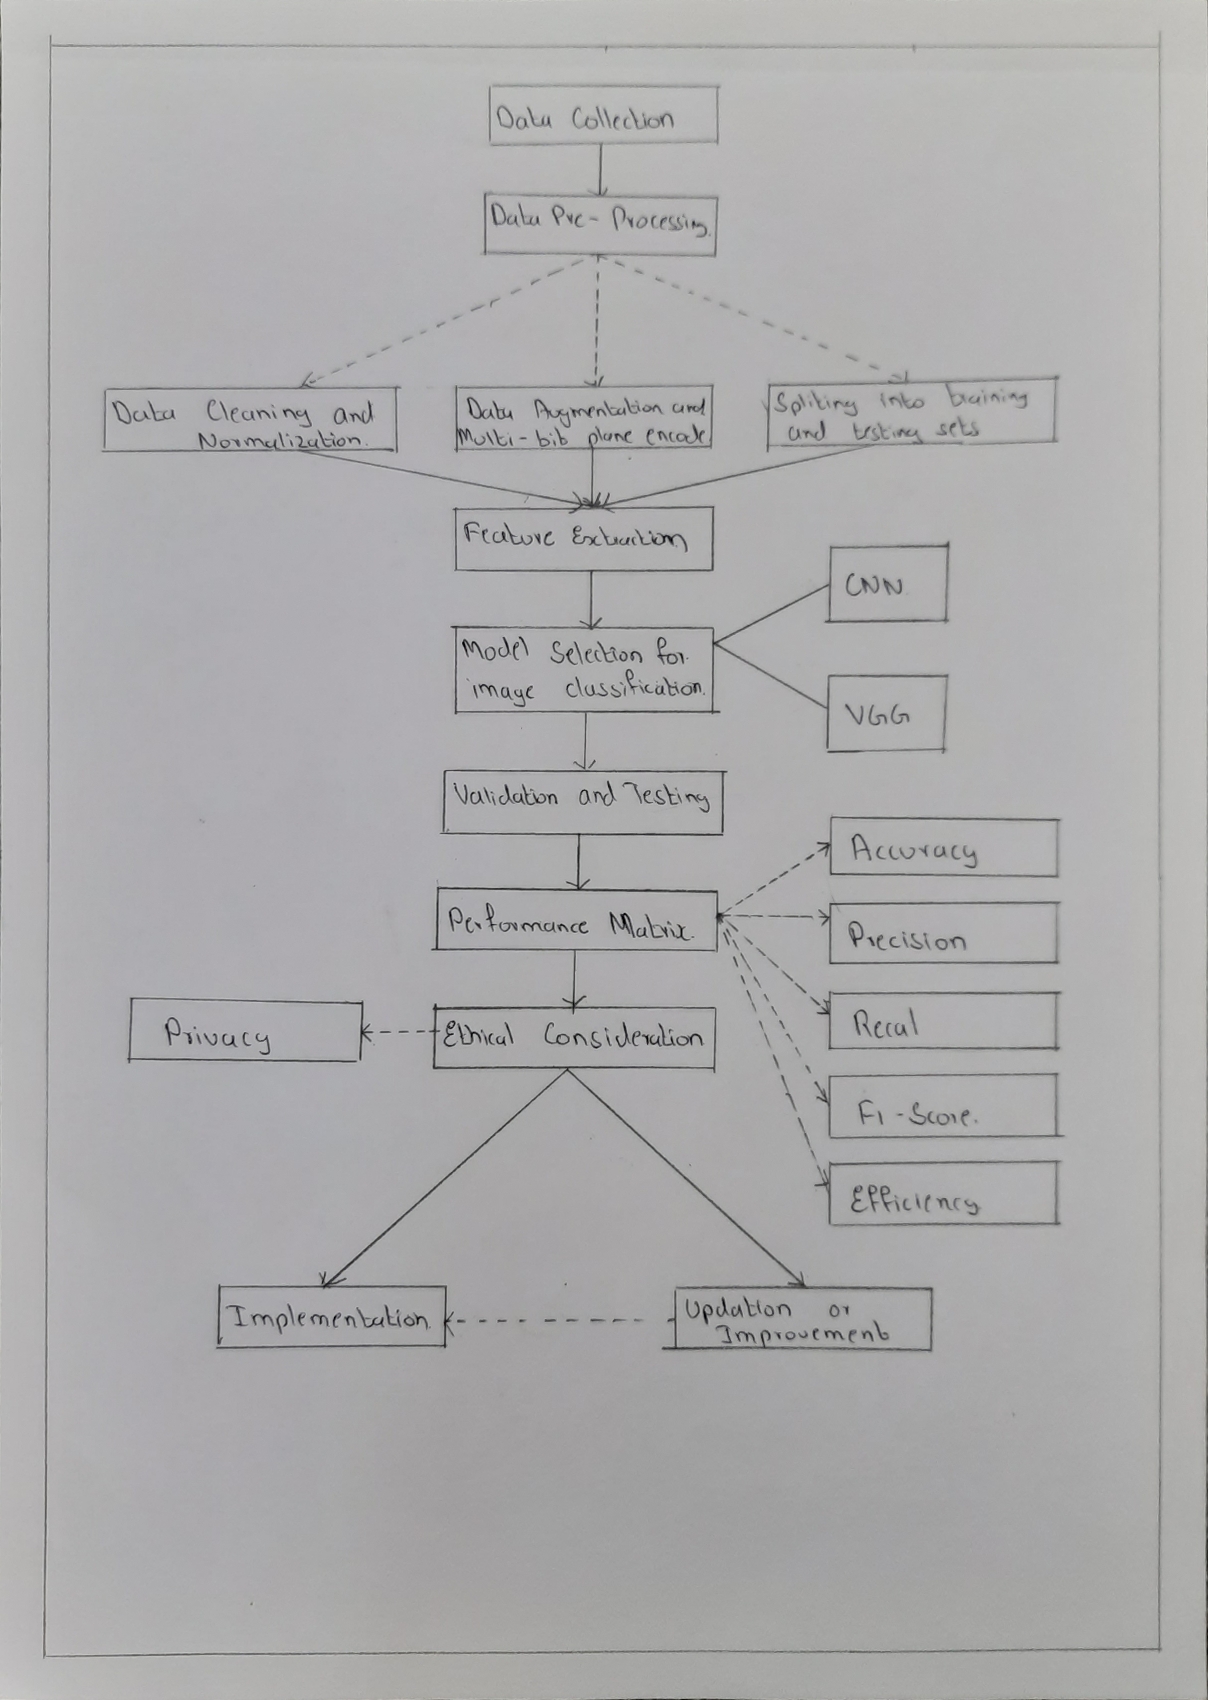 Data Collection
Data Pre-Processing.
Data Cleaning and
Normalization.
Data Augmentation and
Multi-bit plane encode
Spliting into training
and testing sets
Feature Extraction
CNN
Model Selection for
image classification.
VGG
Validation and Testing
Accuracy
Performance Matrix.
Precision
Recal
Privacy
Ethical Consideration
F1-Score.
Efficiency
Implementation
Updation or
Improvement